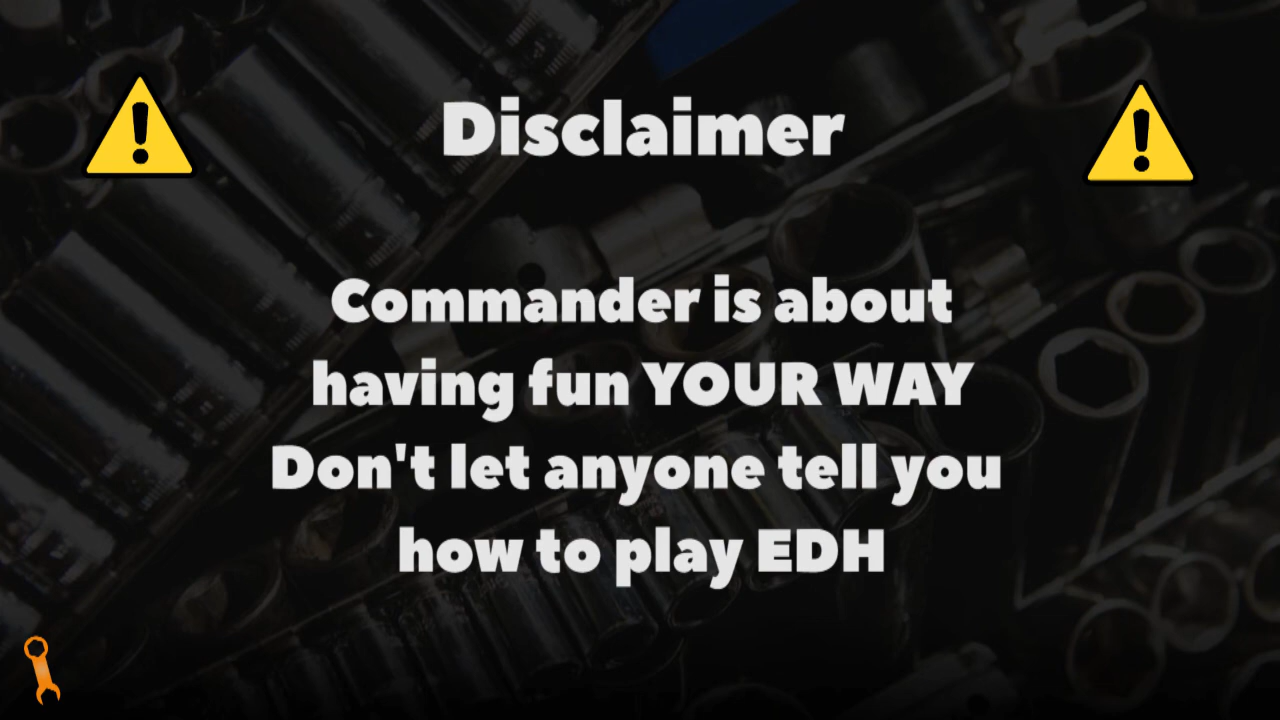 Disclaimer
Commander is about
having fun YOUR WAY
Don't let anyone tell you
how to play EDH